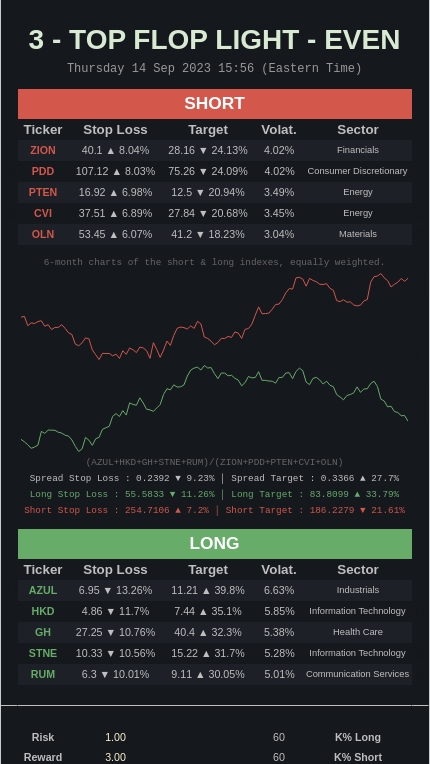 3 - TOP FLOP LIGHT - EVEN
Thursday 14 Sep 2023 15:56 (Eastern Time)
SHORT
Ticker Stop Loss Target Volat. Sector
ZION 40.1 ▲ 8.04% 28.16 ▼ 24.13% 4.02% Financials
PDD 107.12 ▲ 8.03% 75.26 ▼ 24.09% 4.02% Consumer Discretionary
PTEN 16.92 ▲ 6.98% 12.5 ▼ 20.94% 3.49% Energy
CVI 37.51 ▲ 6.89% 27.84 ▼ 20.68% 3.45% Energy
OLN 53.45 ▲ 6.07% 41.2 ▼ 18.23% 3.04% Materials
6-month charts of the short & long indexes, equally weighted.
(AZUL+HKD+GH+STNE+RUM)/(ZION+PDD+PTEN+CVI+OLN)
Spread Stop Loss : 0.2392 ▼ 9.23% | Spread Target : 0.3366 ▲ 27.7%
Long Stop Loss : 55.5833 ▼ 11.26% | Long Target : 83.8099 ▲ 33.79%
Short Stop Loss : 254.7106 ▲ 7.2% | Short Target : 186.2279 ▼ 21.61%
LONG
Ticker Stop Loss Target Volat. Sector
AZUL 6.95 ▼ 13.26% 11.21 ▲ 39.8% 6.63% Industrials
HKD 4.86 ▼ 11.7% 7.44 ▲ 35.1% 5.85% Information Technology
GH 27.25 ▼ 10.76% 40.4 ▲ 32.3% 5.38% Health Care
STNE 10.33 ▼ 10.56% 15.22 ▲ 31.7% 5.28% Information Technology
RUM 6.3 ▼ 10.01% 9.11 ▲ 30.05% 5.01% Communication Services
Risk 1.00 60 K% Long
Reward 3.00 60 K% Short